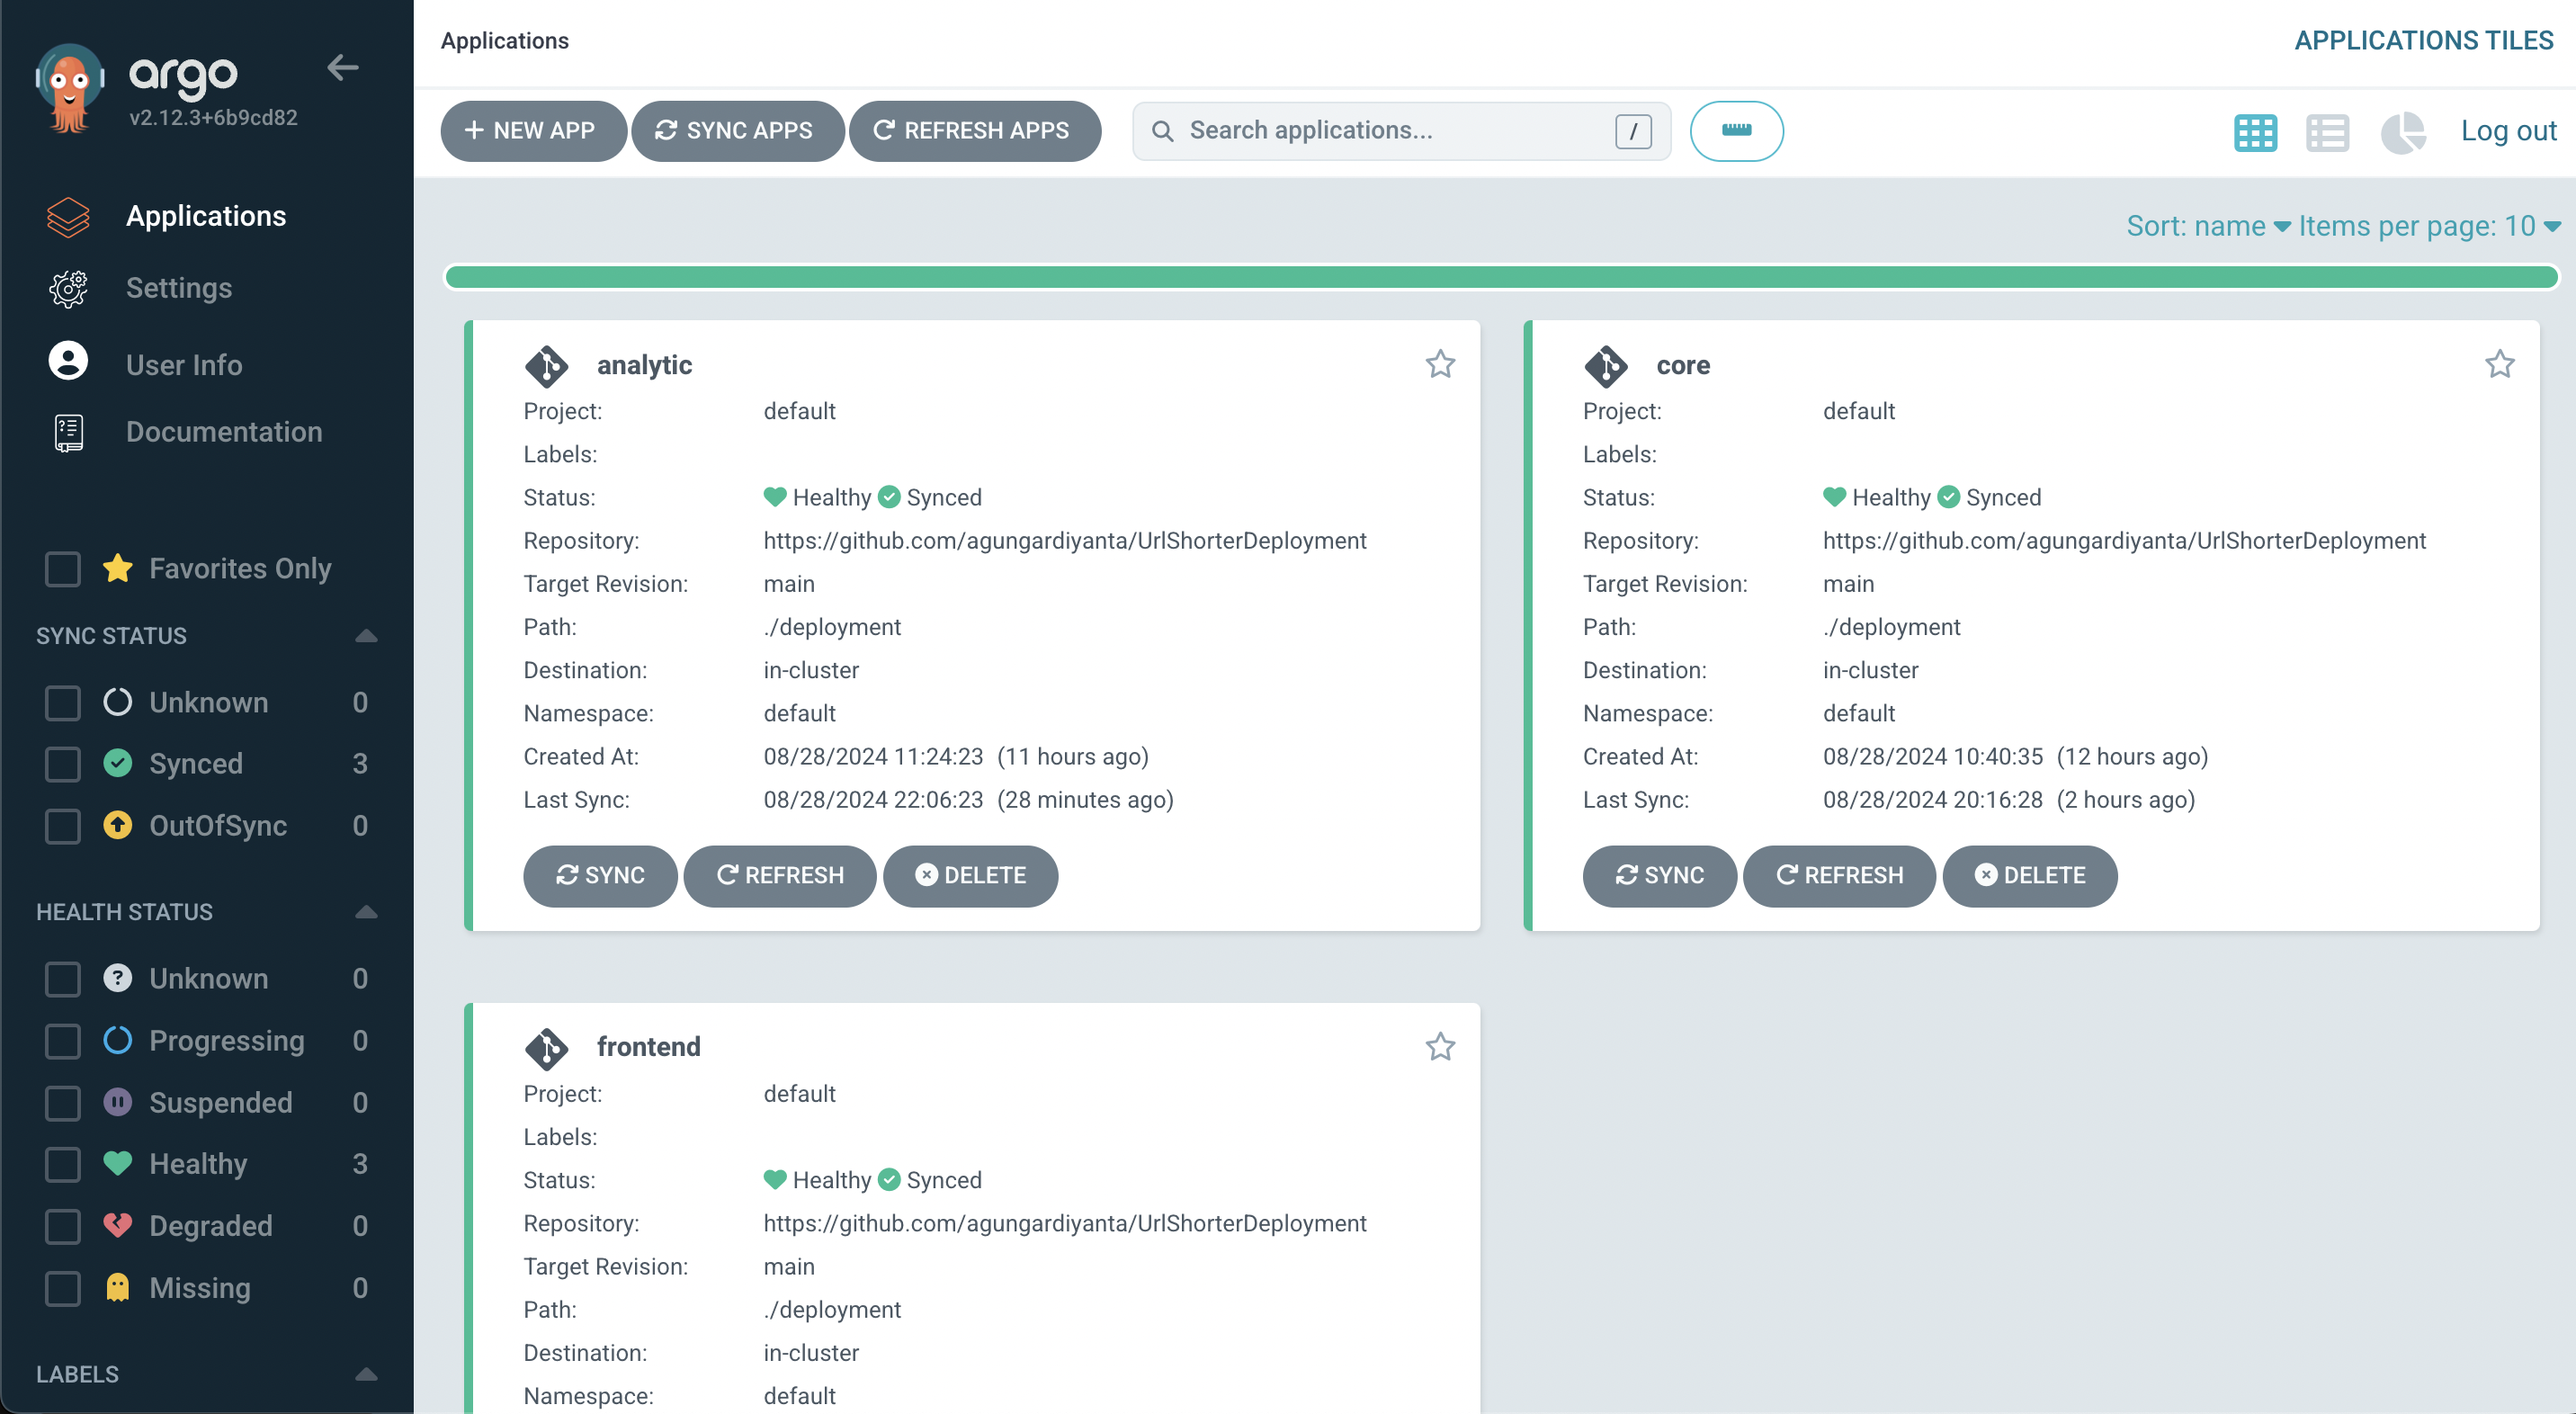 argo
v2.12.3+6b9cd82
Applications
Settings
User Info
Documentation
Favorites Only
SYNC STATUS
Unknown 0
Synced 3
OutOfSync 0
HEALTH STATUS
Unknown 0
Progressing 0
Suspended 0
Healthy 3
Degraded 0
Missing 0
LABELS
Applications
APPLICATIONS TILES
+ NEW APP
SYNC APPS
REFRESH APPS
Search applications... /
Log out
Sort: name Items per page: 10
analytic
Project: default
Labels:
Status: Healthy Synced
Repository: https://github.com/agungardiyanta/UrlShorterDeployment
Target Revision: main
Path: ./deployment
Destination: in-cluster
Namespace: default
Created At: 08/28/2024 11:24:23 (11 hours ago)
Last Sync: 08/28/2024 22:06:23 (28 minutes ago)
SYNC REFRESH DELETE
core
Project: default
Labels:
Status: Healthy Synced
Repository: https://github.com/agungardiyanta/UrlShorterDeployment
Target Revision: main
Path: ./deployment
Destination: in-cluster
Namespace: default
Created At: 08/28/2024 10:40:35 (12 hours ago)
Last Sync: 08/28/2024 20:16:28 (2 hours ago)
SYNC REFRESH DELETE
frontend
Project: default
Labels:
Status: Healthy Synced
Repository: https://github.com/agungardiyanta/UrlShorterDeployment
Target Revision: main
Path: ./deployment
Destination: in-cluster
Namespace: default